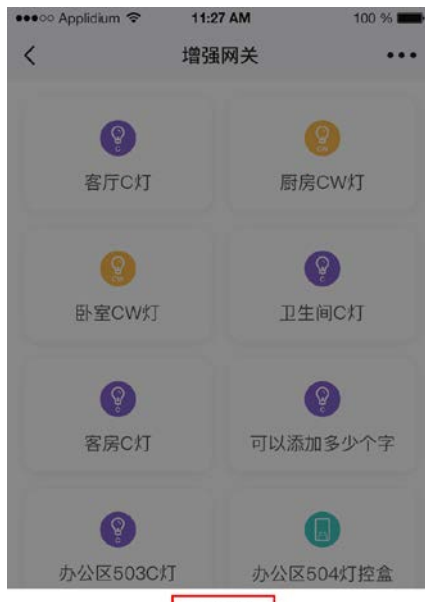 Applidium 11:27 AM 100 %
增强网关
客厅C灯 厨房CW灯
卧室CW灯 卫生间C灯
客房C灯 可以添加多少个字
办公区503C灯 办公区504灯控盒